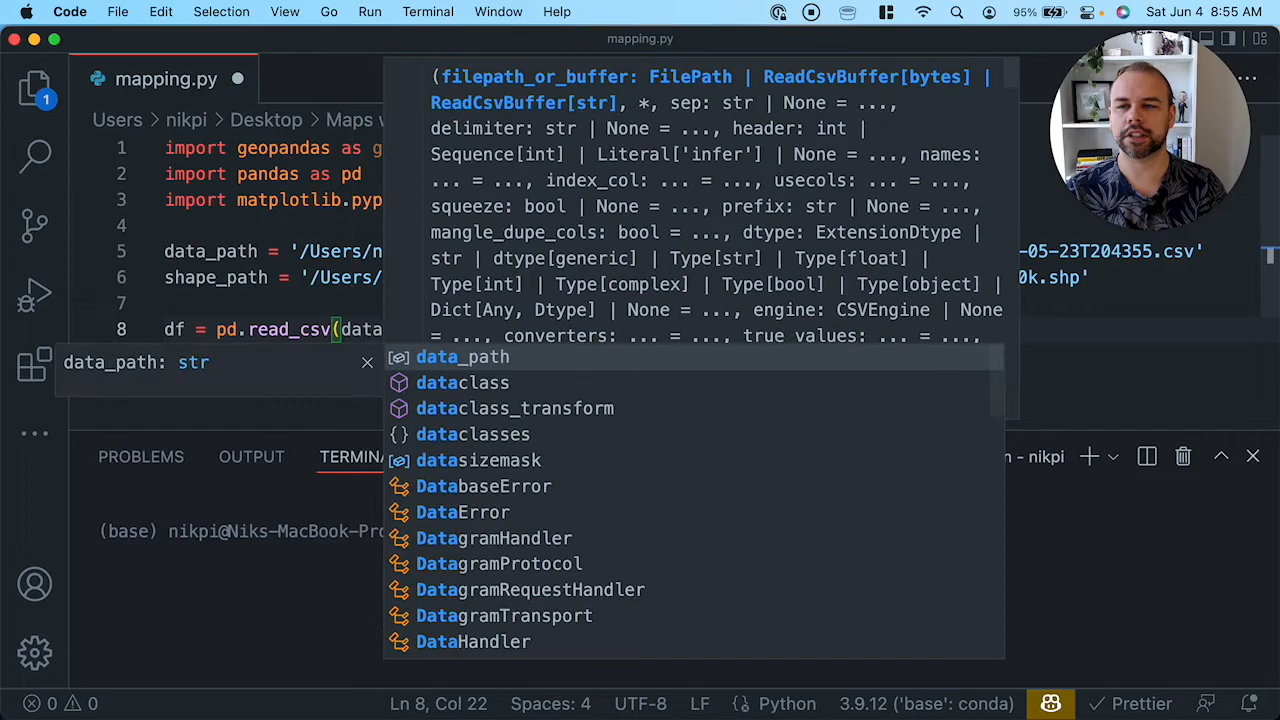 Code File Edit Selection View Go Run Terminal Window Help 95% Sat Jun 4 8:55 AM
mapping.py
mapping.py
Users > nikpi > Desktop > Maps w
1 import geopandas as g
2 import pandas as pd
3 import matplotlib.pyp
4
5 data_path = '/Users/n -05-23T204355.csv'
6 shape_path = '/Users/ 0k.shp'
7
8 df = pd.read_csv(data
(filepath_or_buffer: FilePath | ReadCsvBuffer[bytes] |
ReadCsvBuffer[str], *, sep: str | None = ...,
delimiter: str | None = ..., header: int |
Sequence[int] | Literal['infer'] | None = ..., names:
... = ..., index_col: ... = ..., usecols: ... = ...,
squeeze: bool | None = ..., prefix: str | None = ...,
mangle_dupe_cols: bool = ..., dtype: ExtensionDtype |
str | dtype[generic] | Type[str] | Type[float] |
Type[int] | Type[complex] | Type[bool] | Type[object] |
Dict[Any, Dtype] | None = ..., engine: CSVEngine | None
= ..., converters: ... = ..., true_values: ... = ...,
data_path: str
data_path
dataclass
dataclass_transform
dataclasses
datasizemask
DatabaseError
DataError
DatagramHandler
DatagramProtocol
DatagramRequestHandler
DatagramTransport
DataHandler
1
PROBLEMS OUTPUT TERMINA n - nikpi
(base) nikpi@Niks-MacBook-Pro
0 0 Ln 8, Col 22 Spaces: 4 UTF-8 LF {} Python 3.9.12 ('base': conda) Prettier